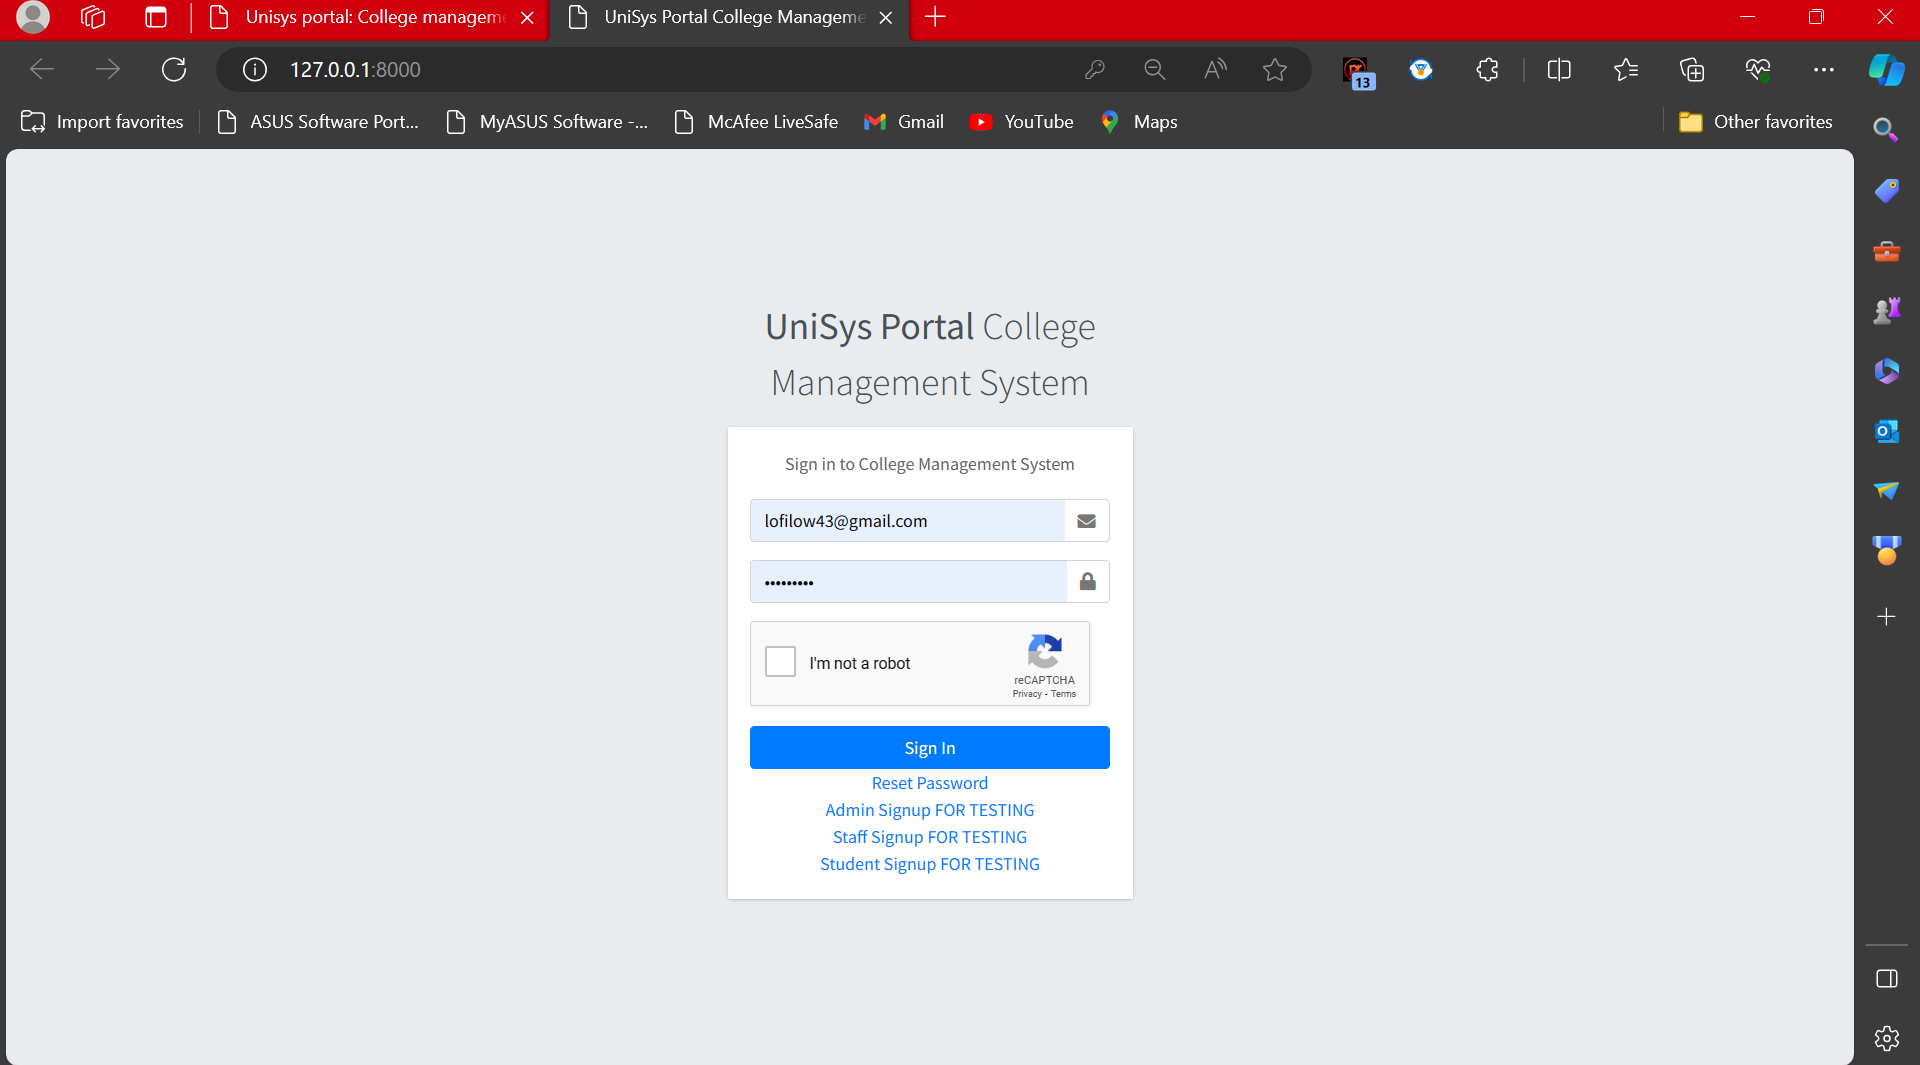 Unisys portal: College managem
UniSys Portal College Manageme
127.0.0.1:8000
13
Import favorites
ASUS Software Port...
MyASUS Software -...
McAfee LiveSafe
Gmail
YouTube
Maps
Other favorites
UniSys Portal College
Management System
Sign in to College Management System
lofilow43@gmail.com
•••••••••
I'm not a robot
reCAPTCHA
Privacy - Terms
Sign In
Reset Password
Admin Signup FOR TESTING
Staff Signup FOR TESTING
Student Signup FOR TESTING